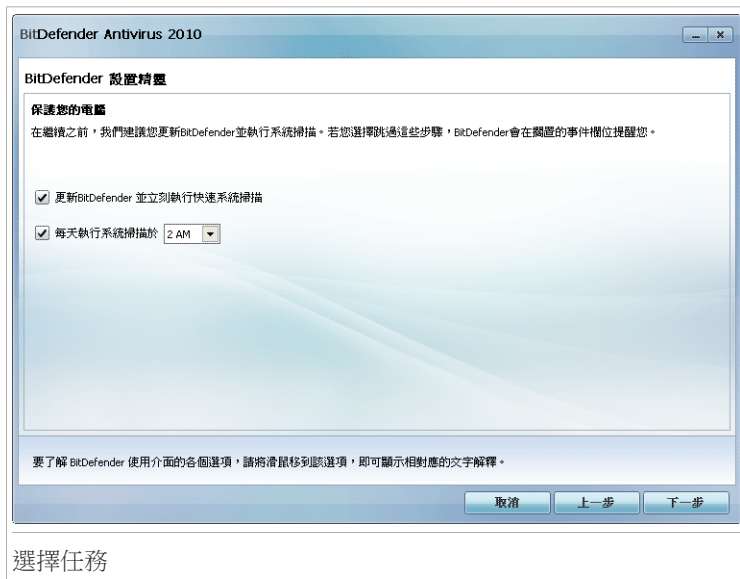 BitDefender Antivirus 2010
BitDefender 設置精靈
保護您的電腦
在繼續之前，我們建議您更新BitDefender並執行系統掃描。若您選擇跳過這些步驟，BitDefender會在擱置的事件欄位提醒您。
更新BitDefender 並立刻執行快速系統掃描
每天執行系統掃描於 2 AM
要了解 BitDefender 使用介面的各個選項，請將滑鼠移到該選項，即可顯示相對應的文字解釋。
取消 上一步 下一步
選擇任務